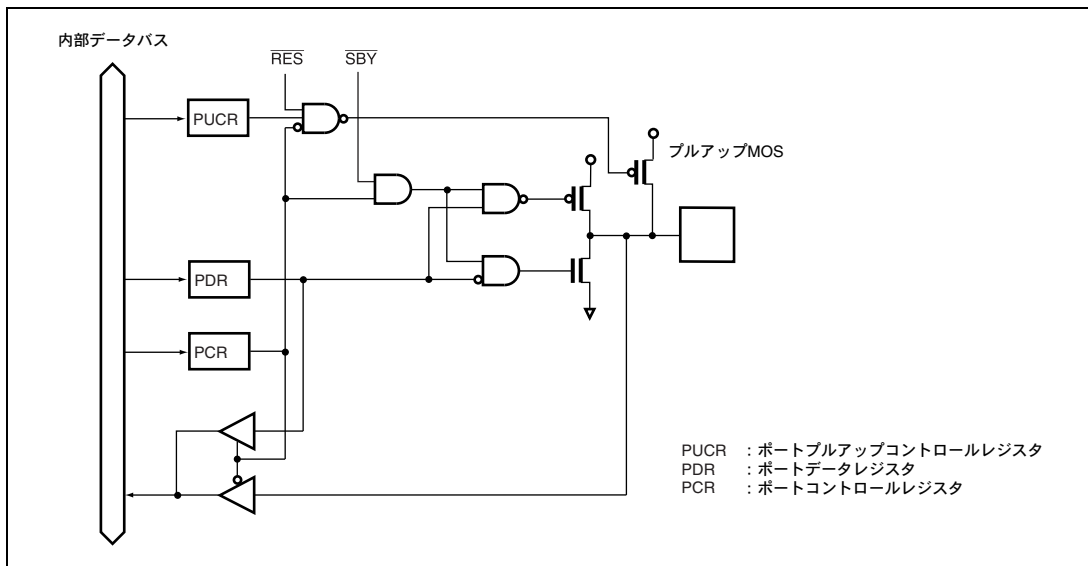 内部データバス
RES
SBY
PUCR
プルアップMOS
PDR
PCR
PUCR :ポートプルアップコントロールレジスタ
PDR :ポートデータレジスタ
PCR :ポートコントロールレジスタ